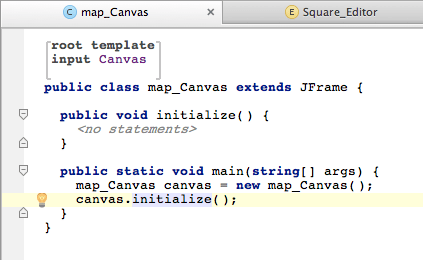 C map_Canvas × E Square_Editor
root template
input Canvas
public class map_Canvas extends JFrame {
public void initialize() {
<no statements>
}
public static void main(string[] args) {
map_Canvas canvas = new map_Canvas();
canvas.initialize();
}
}